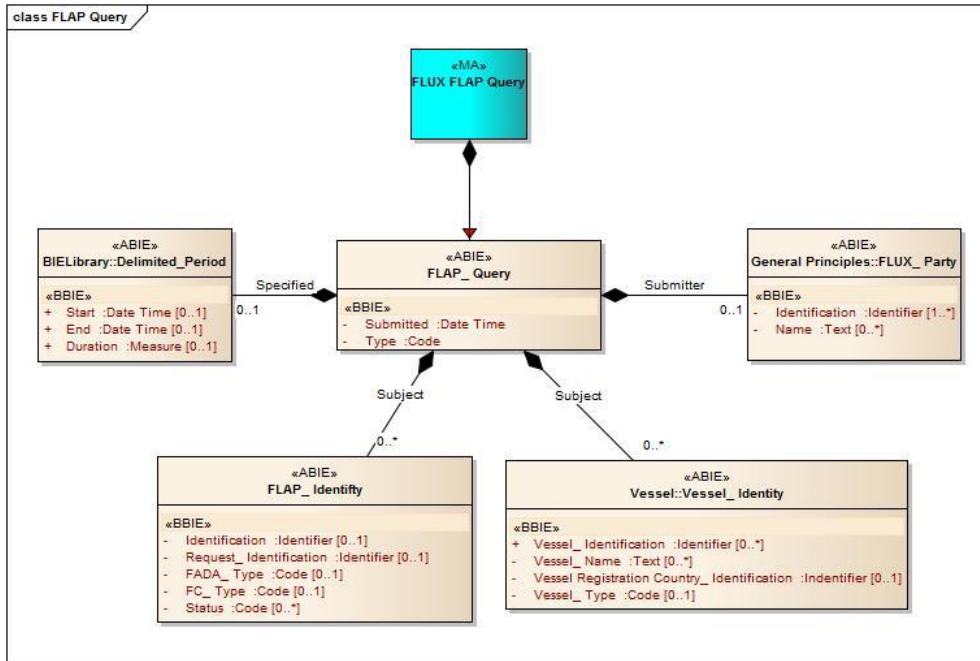 class FLAP Query
«MA»
FLUX FLAP Query
«ABIE»
BIELibrary::Delimited_Period
«BBIE»
+ Start :Date Time [0..1]
+ End :Date Time [0..1]
+ Duration :Measure [0..1]
Specified
0..1
«ABIE»
FLAP_ Query
«BBIE»
- Submitted :Date Time
- Type :Code
Submitter
0..1
«ABIE»
General Principles::FLUX_ Party
«BBIE»
- Identification :Identifier [1..*]
- Name :Text [0..*]
Subject
0..*
Subject
0..*
«ABIE»
FLAP_ Identifty
«BBIE»
- Identification :Identifier [0..1]
- Request_ Identification :Identifier [0..1]
- FADA_ Type :Code [0..1]
- FC_ Type :Code [0..1]
- Status :Code [0..*]
«ABIE»
Vessel::Vessel_ Identity
«BBIE»
+ Vessel_ Identification :Identifier [0..*]
- Vessel_ Name :Text [0..*]
- Vessel Registration Country_ Identification :Indentifier [0..1]
- Vessel_ Type :Code [0..1]